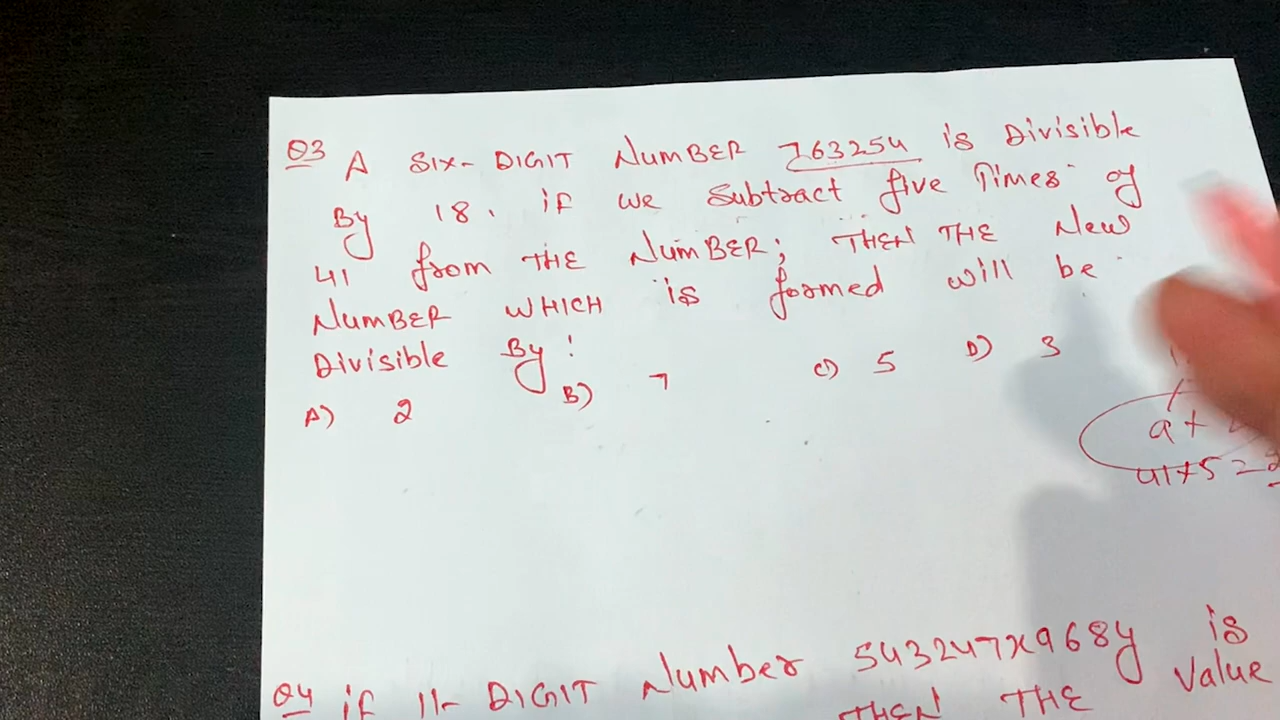 Q3 A SIX-DIGIT NUMBER 763254 is Divisible
By 18. if we Subtract five Times of
41 from THE NUMBER; THEN THE New
NUMBER WHICH is formed will be
Divisible By:
A) 2 B) 7 C) 5 D) 3
a+
41×5=
Q4 if 11-DIGIT Number 543247x968y is
THEN THE Value